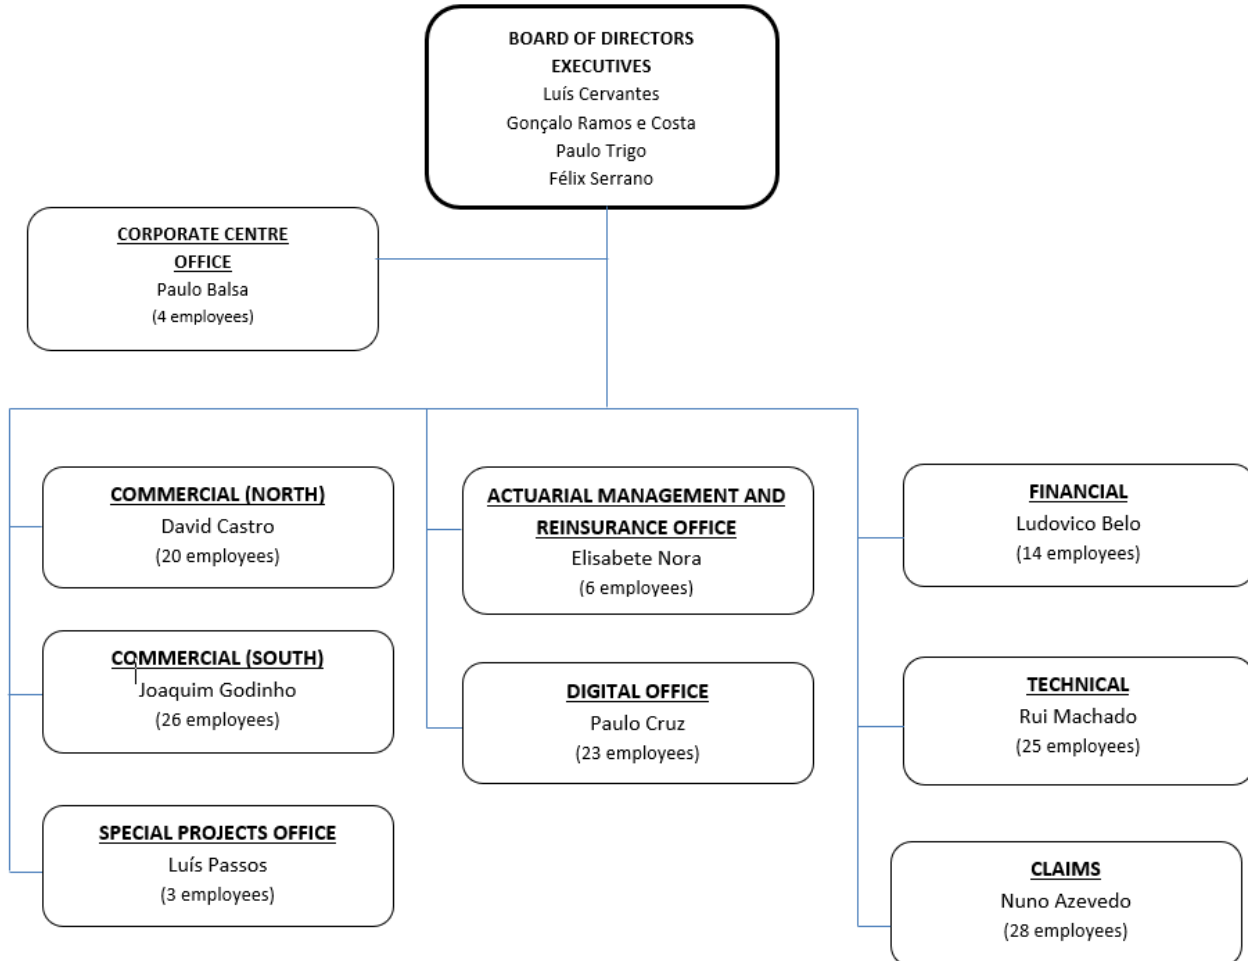 BOARD OF DIRECTORS
EXECUTIVES
Luís Cervantes
Gonçalo Ramos e Costa
Paulo Trigo
Félix Serrano
CORPORATE CENTRE
OFFICE
Paulo Balsa
(4 employees)
COMMERCIAL (NORTH)
David Castro
(20 employees)
COMMERCIAL (SOUTH)
Joaquim Godinho
(26 employees)
SPECIAL PROJECTS OFFICE
Luís Passos
(3 employees)
ACTUARIAL MANAGEMENT AND
REINSURANCE OFFICE
Elisabete Nora
(6 employees)
DIGITAL OFFICE
Paulo Cruz
(23 employees)
FINANCIAL
Ludovico Belo
(14 employees)
TECHNICAL
Rui Machado
(25 employees)
CLAIMS
Nuno Azevedo
(28 employees)